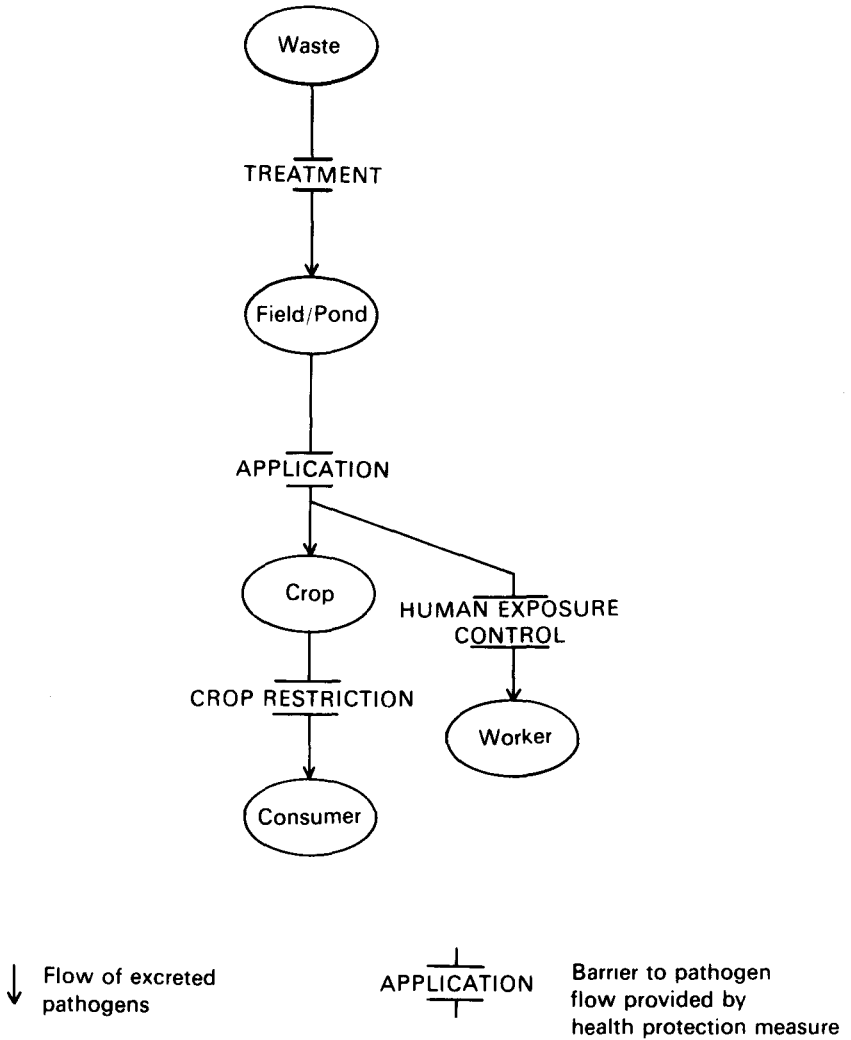 Waste
TREATMENT
Field/Pond
APPLICATION
Crop
HUMAN EXPOSURE
CONTROL
CROP RESTRICTION
Worker
Consumer
Flow of excreted
pathogens
APPLICATION
Barrier to pathogen
flow provided by
health protection measure